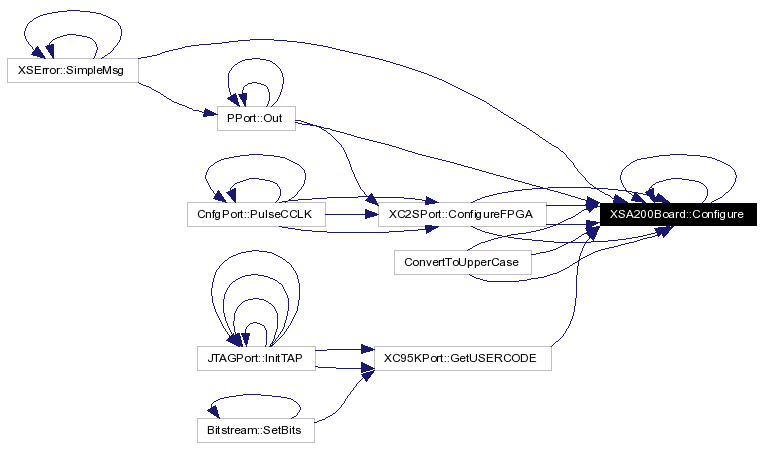 XSError::SimpleMsg
PPort::Out
CnfgPort::PulseCCLK
XC2SPort::ConfigureFPGA
XSA200Board::Configure
ConvertToUpperCase
JTAGPort::InitTAP
XC95KPort::GetUSERCODE
Bitstream::SetBits